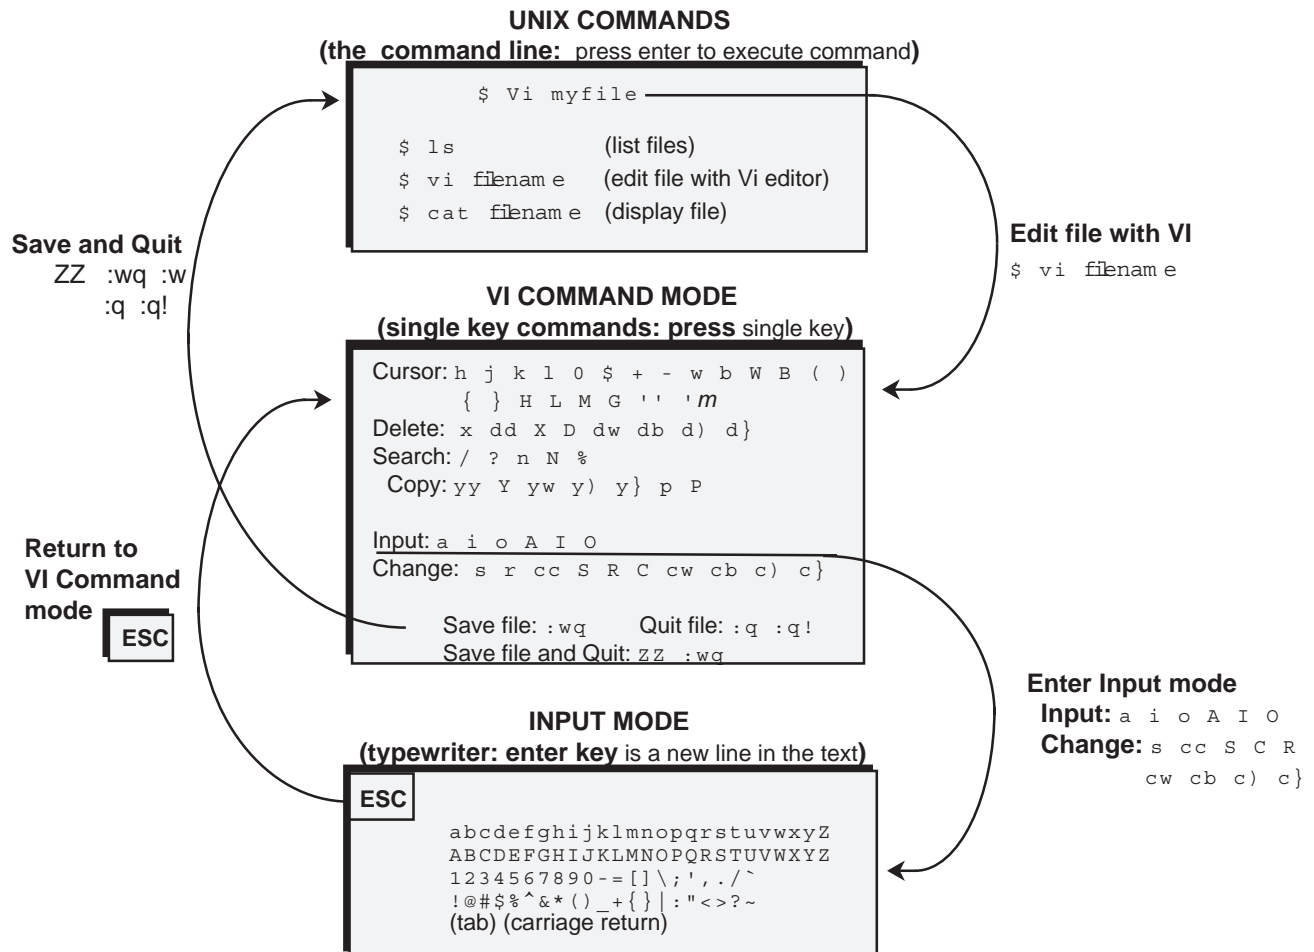 UNIX COMMANDS
(the command line: press enter to execute command)
$ Vi myfile
$ ls (list files)
$ vi filename (edit file with Vi editor)
$ cat filename (display file)
Save and Quit
ZZ :wq :w
:q :q!
Edit file with VI
$ vi filename
VI COMMAND MODE
(single key commands: press single key)
Cursor: h j k l 0 $ + - w b W B ( )
{ } H L M G ' ' ' m
Delete: x dd X D dw db d) d}
Search: / ? n N %
Copy: yy Y yw y) y} p P
Input: a i o A I O
Change: s r cc S R C cw cb c) c}
Save file: :wq Quit file: :q :q!
Save file and Quit: ZZ :wq
Return to
VI Command
mode
ESC
Enter Input mode
Input: a i o A I O
Change: s cc S C R
cw cb c) c}
INPUT MODE
(typewriter: enter key is a new line in the text)
ESC
abcdefghijklmnopqrstuvwxyZ
ABCDEFGHIJKLMNOPQRSTUVWXYZ
1234567890-=[]\;',./`
!@#$%^&*()_+{}|:"<>?~
(tab) (carriage return)